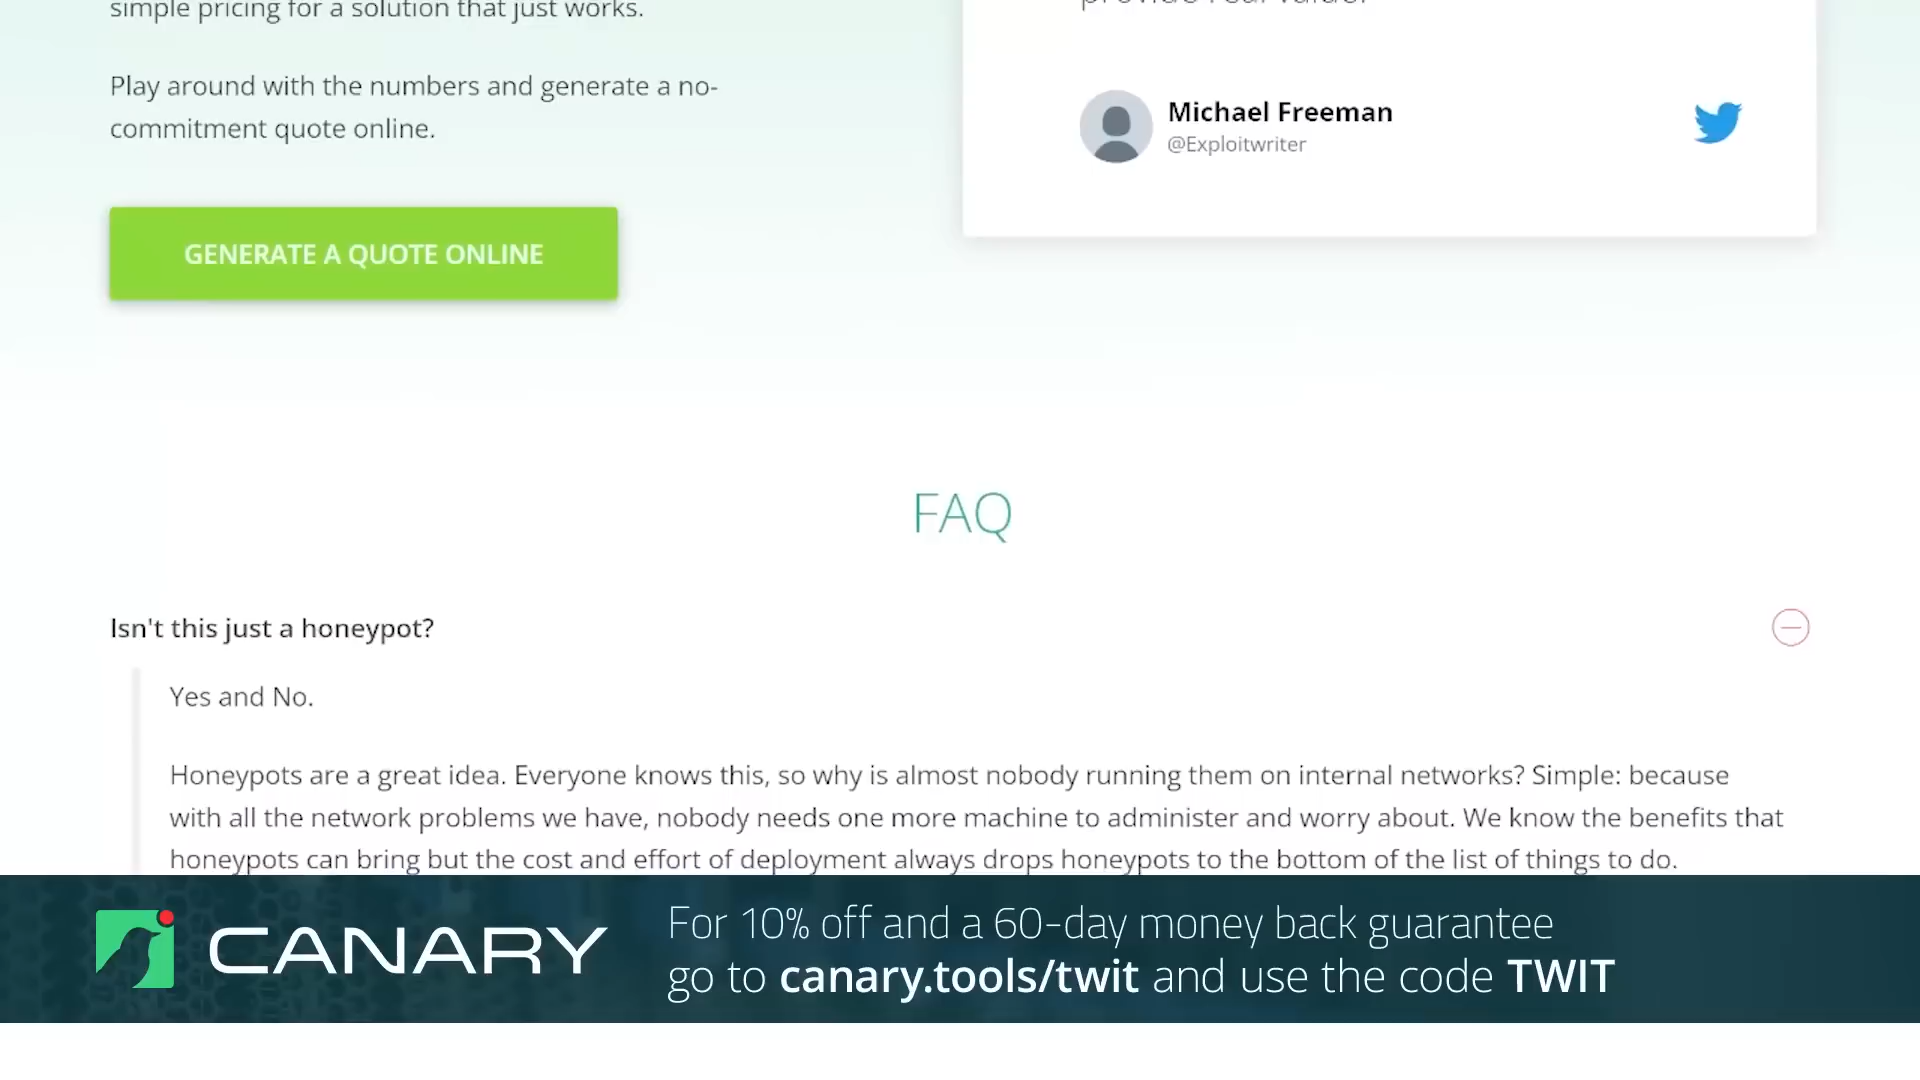 simple pricing for a solution that just works.
Play around with the numbers and generate a no-
commitment quote online.
GENERATE A QUOTE ONLINE
provide real value.
Michael Freeman
@Exploitwriter
FAQ
Isn't this just a honeypot?
Yes and No.
Honeypots are a great idea. Everyone knows this, so why is almost nobody running them on internal networks? Simple: because
with all the network problems we have, nobody needs one more machine to administer and worry about. We know the benefits that
honeypots can bring but the cost and effort of deployment always drops honeypots to the bottom of the list of things to do.
CANARY
For 10% off and a 60-day money back guarantee
go to canary.tools/twit and use the code TWIT